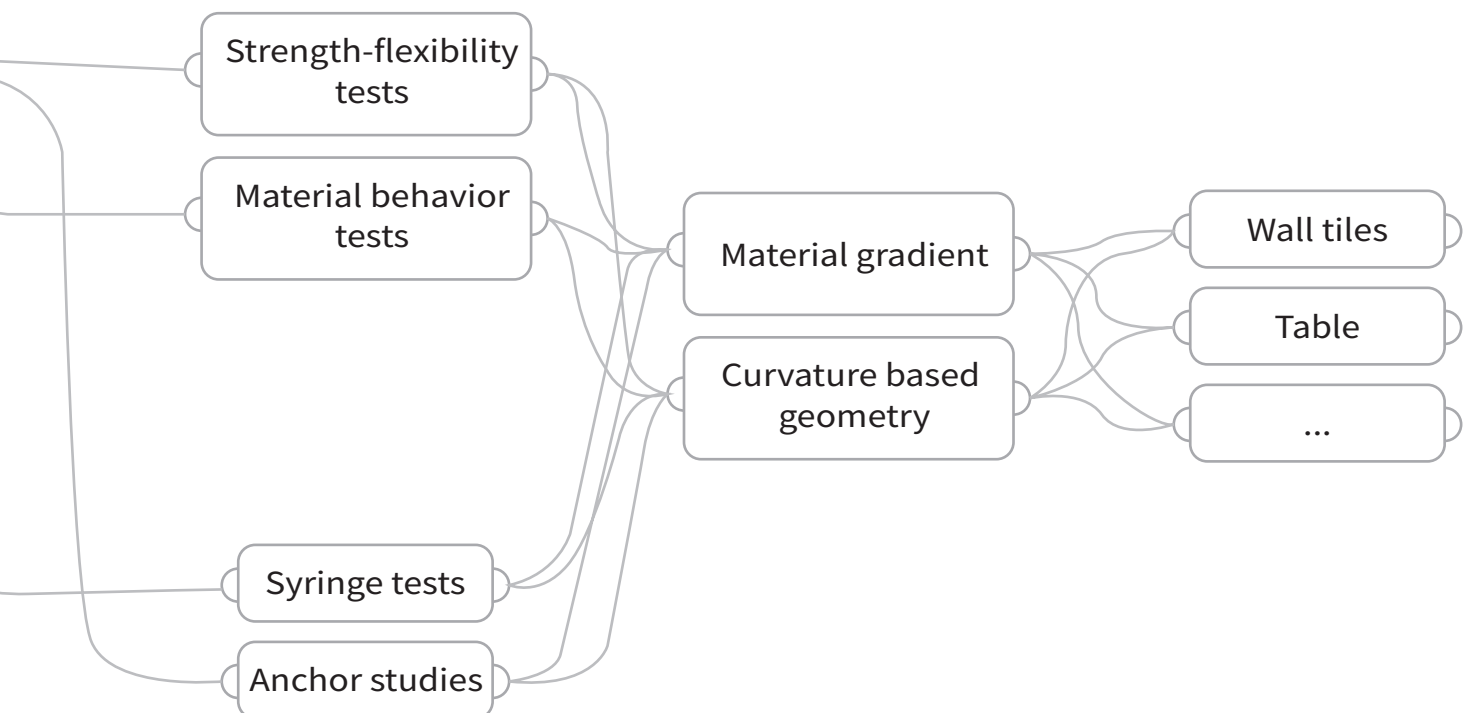 Strength-flexibility
tests
Material behavior
tests
Syringe tests
Anchor studies
Material gradient
Curvature based
geometry
Wall tiles
Table
...